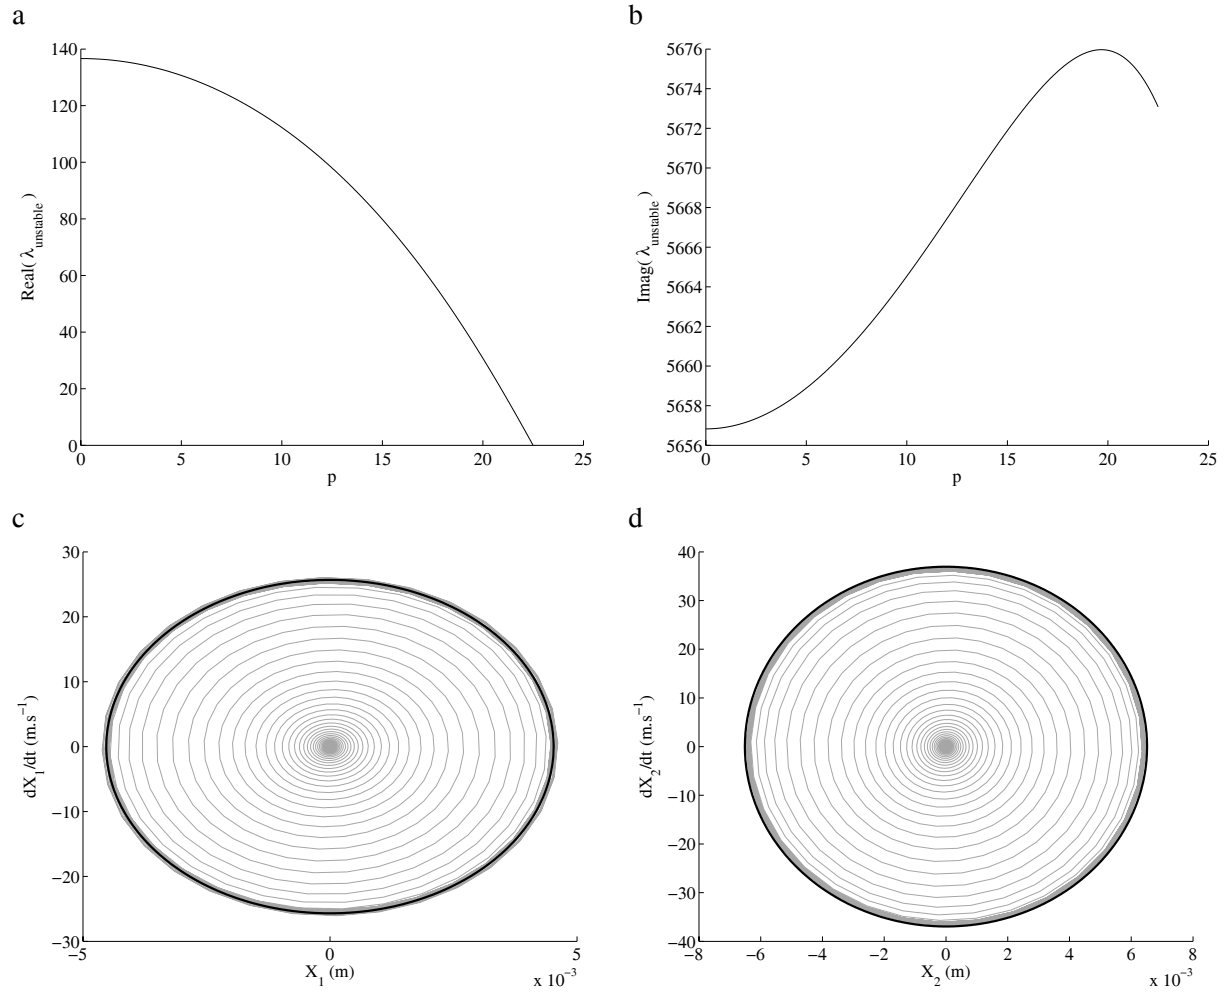 a
140
120
100
80
60
40
20
0
Real( λunstable )
0 5 10 15 20 25
p
b
5676
5674
5672
5670
5668
5666
5664
5662
5660
5658
5656
Imag( λunstable )
0 5 10 15 20 25
p
c
30
20
10
0
−10
−20
−30
dX1/dt (m.s−1)
−5 0 5
X1 (m)
x 10−3
d
40
30
20
10
0
−10
−20
−30
−40
dX2/dt (m.s−1)
−8 −6 −4 −2 0 2 4 6 8
X2 (m)
x 10−3